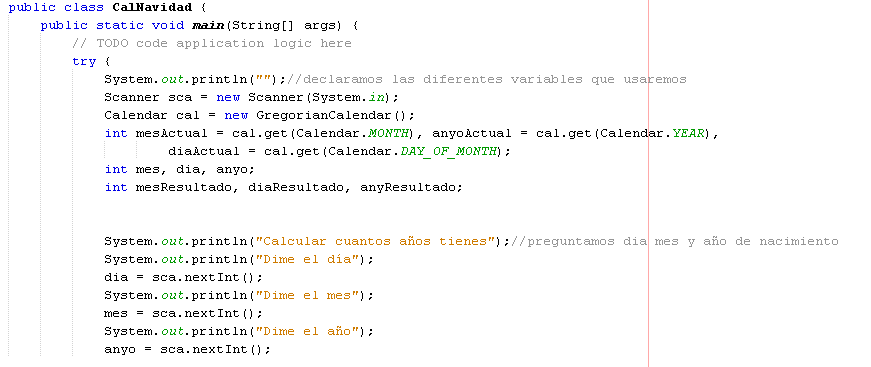 public class CalNavidad {
public static void main(String[] args) {
// TODO code application logic here
try {
System.out.println("");//declaramos las diferentes variables que usaremos
Scanner sca = new Scanner(System.in);
Calendar cal = new GregorianCalendar();
int mesActual = cal.get(Calendar.MONTH), anyoActual = cal.get(Calendar.YEAR),
diaActual = cal.get(Calendar.DAY_OF_MONTH);
int mes, dia, anyo;
int mesResultado, diaResultado, anyResultado;
System.out.println("Calcular cuantos años tienes");//preguntamos dia mes y año de nacimiento
System.out.println("Dime el día");
dia = sca.nextInt();
System.out.println("Dime el mes");
mes = sca.nextInt();
System.out.println("Dime el año");
anyo = sca.nextInt();